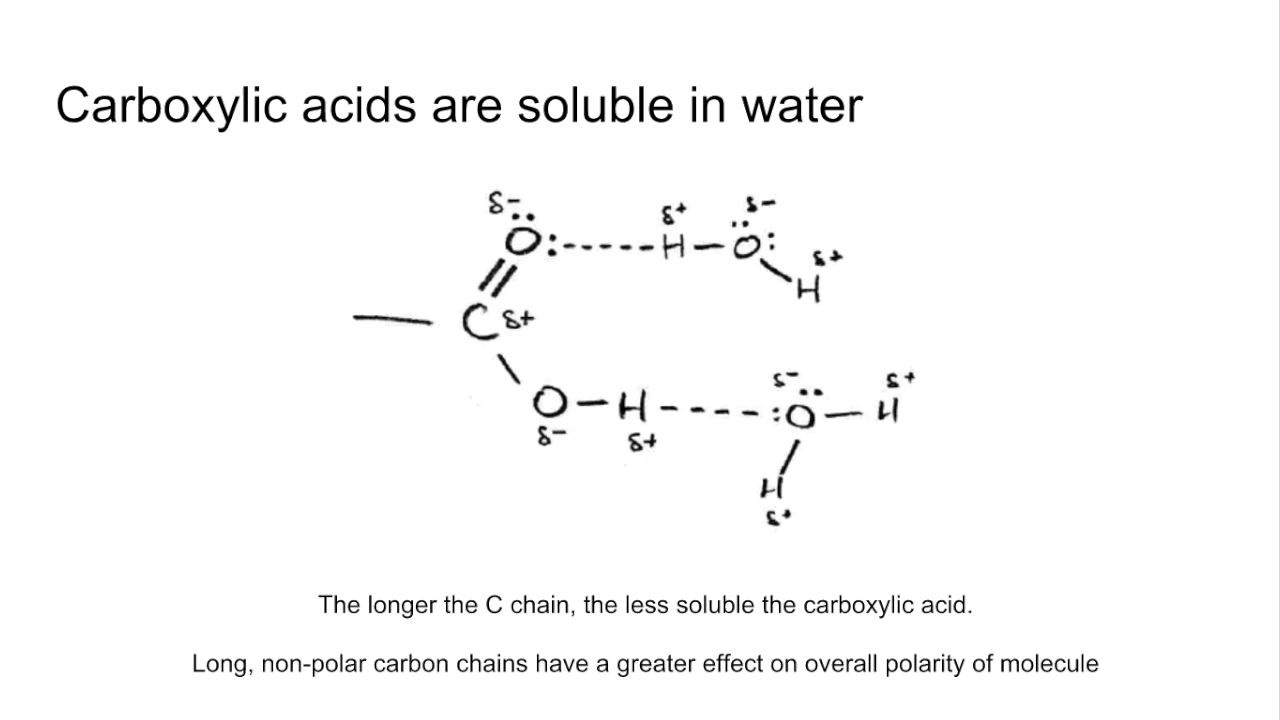 Carboxylic acids are soluble in water
δ- δ+ δ-
O: H O: δ+
H
C δ+
δ- δ+
O H :O H
δ- δ+
H
δ+
The longer the C chain, the less soluble the carboxylic acid.
Long, non-polar carbon chains have a greater effect on overall polarity of molecule